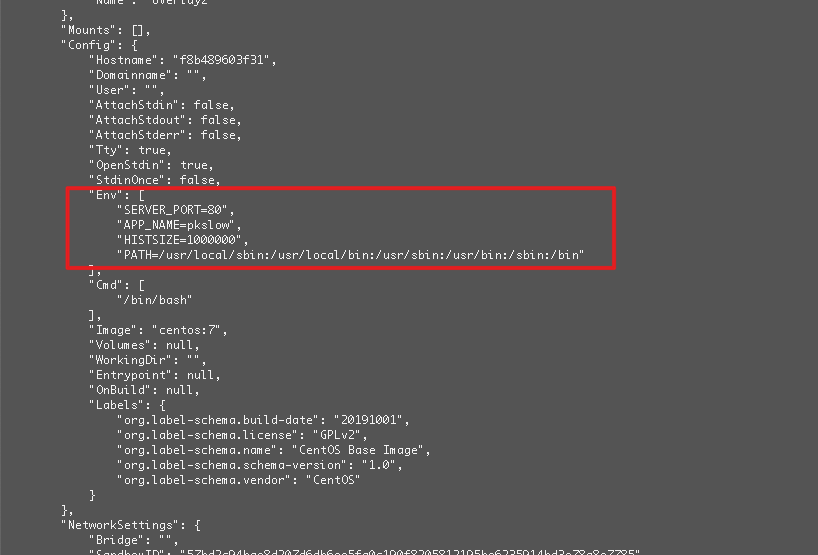 "Name": "overlay2"
},
"Mounts": [],
"Config": {
"Hostname": "f8b489603f31",
"Domainname": "",
"User": "",
"AttachStdin": false,
"AttachStdout": false,
"AttachStderr": false,
"Tty": true,
"OpenStdin": true,
"StdinOnce": false,
"Env": [
"SERVER_PORT=80",
"APP_NAME=pkslow",
"HISTSIZE=1000000",
"PATH=/usr/local/sbin:/usr/local/bin:/usr/sbin:/usr/bin:/sbin:/bin"
],
"Cmd": [
"/bin/bash"
],
"Image": "centos:7",
"Volumes": null,
"WorkingDir": "",
"Entrypoint": null,
"OnBuild": null,
"Labels": {
"org.label-schema.build-date": "20191001",
"org.label-schema.license": "GPLv2",
"org.label-schema.name": "CentOS Base Image",
"org.label-schema.schema-version": "1.0",
"org.label-schema.vendor": "CentOS"
}
},
"NetworkSettings": {
"Bridge": "",
"SandboxID":